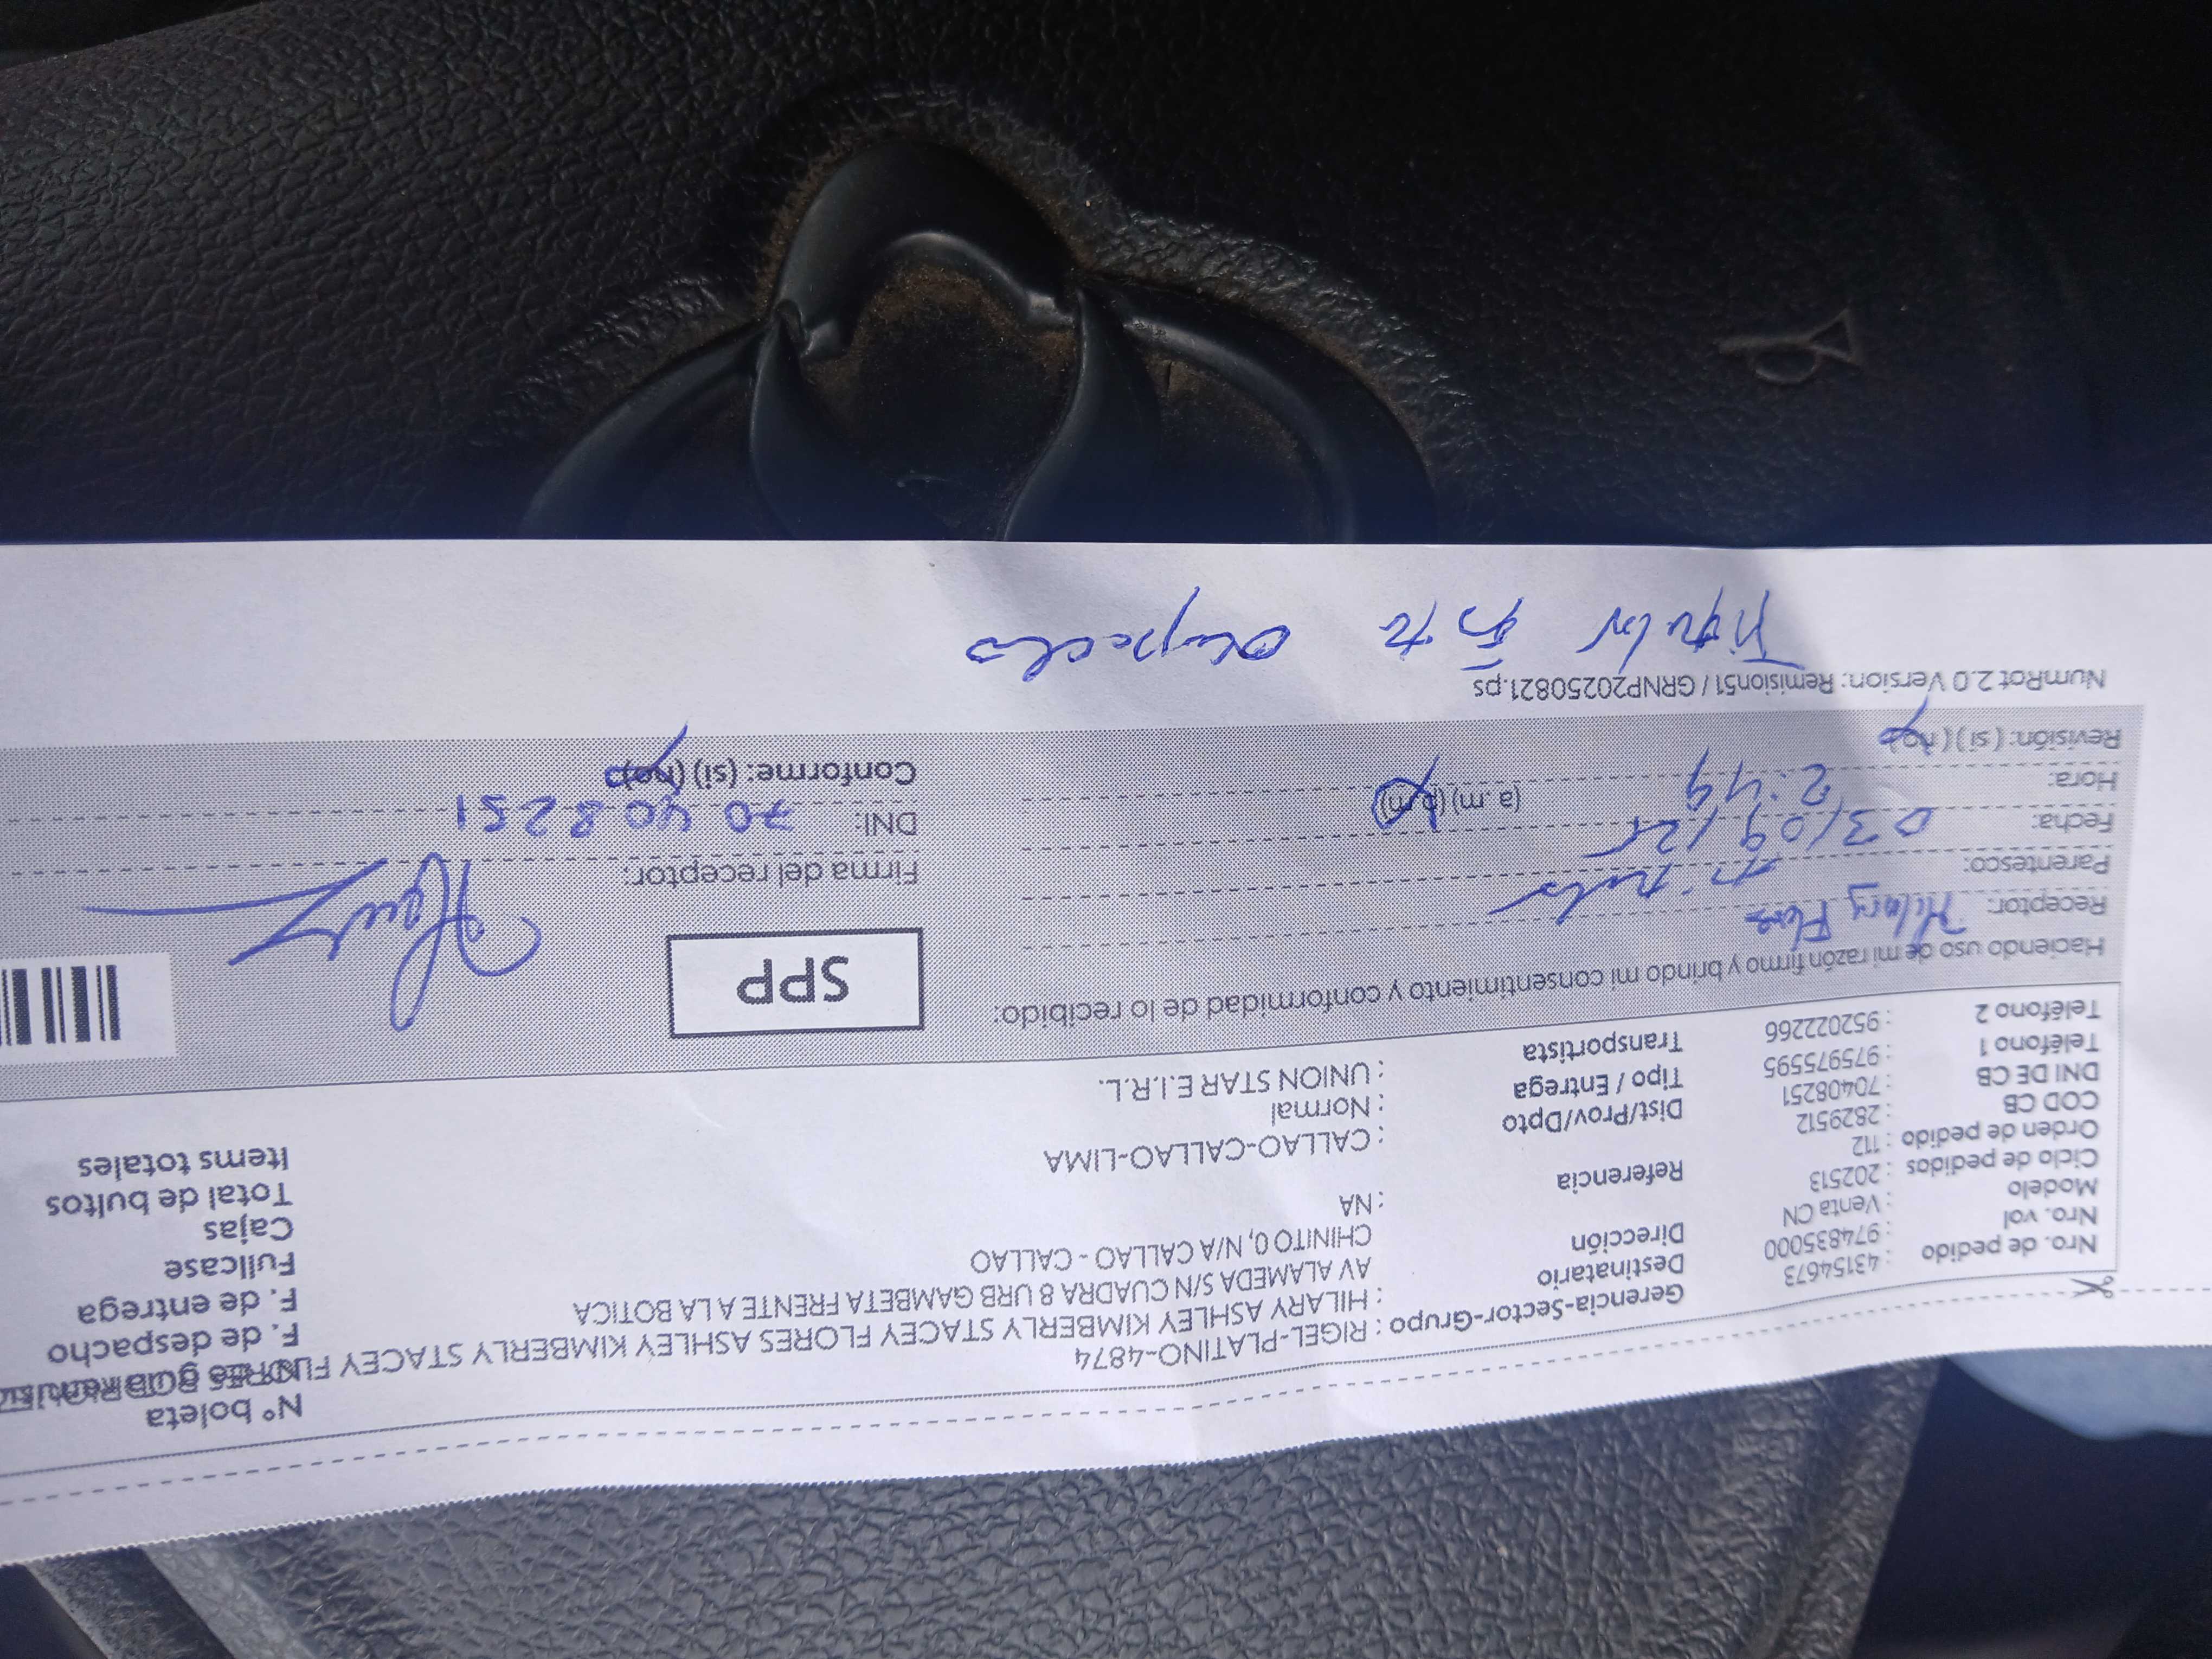 Nº boleta
Nro. de pedido : 43154673
Nro. vol : 974835000
Modelo : Venta CN
Ciclo de pedidos : 202513
Orden de pedido : 112
COD CB : 2829512
DNI DE CB : 70408251
Teléfono 1 : 975975595
Teléfono 2 : 952022266
Gerencia-Sector-Grupo : RIGEL-PLATINO-4874
Destinatario : HILARY ASHLEY KIMBERLY STACEY FLORES ASHLEY KIMBERLY STACEY
Dirección AV ALAMEDA S/N CUADRA 8 URB GAMBETA FRENTE A LA BOTICA
CHINITO 0, N/A CALLAO - CALLAO
Referencia : NA
Dist/Prov/Dpto : CALLAO-CALLAO-LIMA
Tipo / Entrega : Normal
Transportista : UNION STAR E.I.R.L.
F. de despacho
F. de entrega
Fullcase
Cajas
Total de bultos
Items totales
Haciendo uso de mi razón firmo y brindo mi consentimiento y conformidad de lo recibido:
SPP
Receptor: Hilary Flores
Parentesco: titular
Fecha: 03/09/25
Hora: 2:49 (a.m) (p.m)
Revisión: (si) (no)
Firma del receptor:
DNI: 70408251
Conforme: (si) (no)
NumRot 2.0 Version: Remision51 / GRNP20250821.ps
Titular esta ocupada